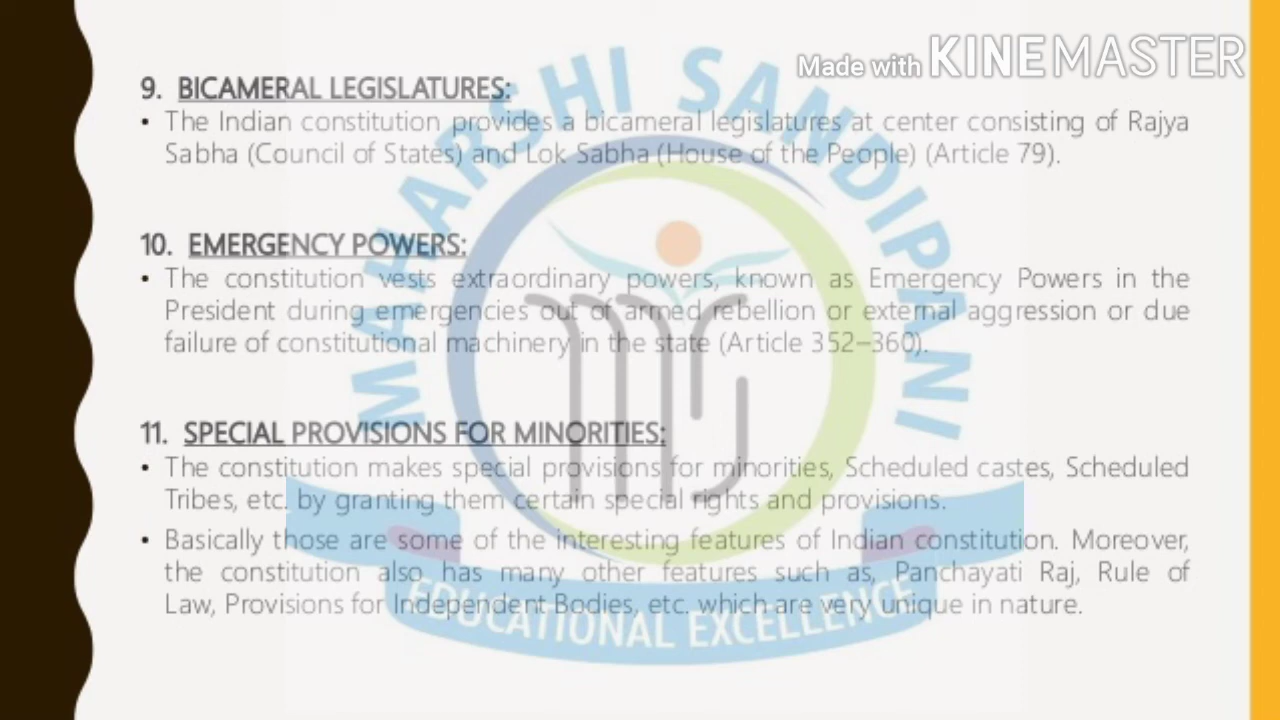 Made with KINEMASTER
9. BICAMERAL LEGISLATURES:
• The Indian constitution provides a bicameral legislatures at center consisting of Rajya
Sabha (Council of States) and Lok Sabha (House of the People) (Article 79).
10. EMERGENCY POWERS:
• The constitution vests extraordinary powers, known as Emergency Powers in the
President during emergencies out of armed rebellion or external aggression or due
failure of constitutional machinery in the state (Article 352–360).
11. SPECIAL PROVISIONS FOR MINORITIES:
• The constitution makes special provisions for minorities, Scheduled castes, Scheduled
Tribes, etc. by granting them certain special rights and provisions.
• Basically those are some of the interesting features of Indian constitution. Moreover,
the constitution also has many other features such as, Panchayati Raj, Rule of
Law, Provisions for Independent Bodies, etc. which are very unique in nature.
MAHARSHI SANDIPANI
EDUCATIONAL EXCELLENCE